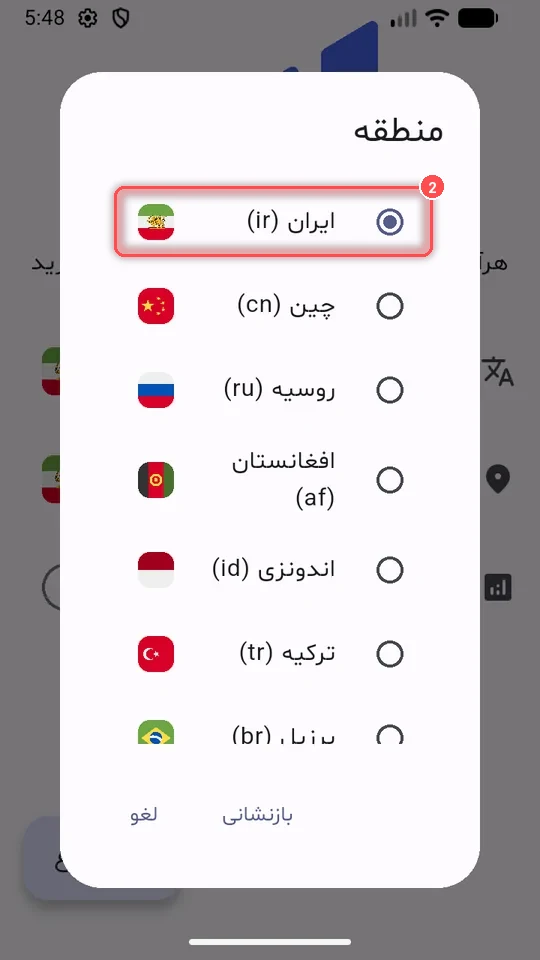 5:48
منطقه
2
ایران (ir)
چین (cn)
روسیه (ru)
افغانستان
(af)
اندونزی (id)
ترکیه (tr)
برزیل (br)
بازنشانی
لغو